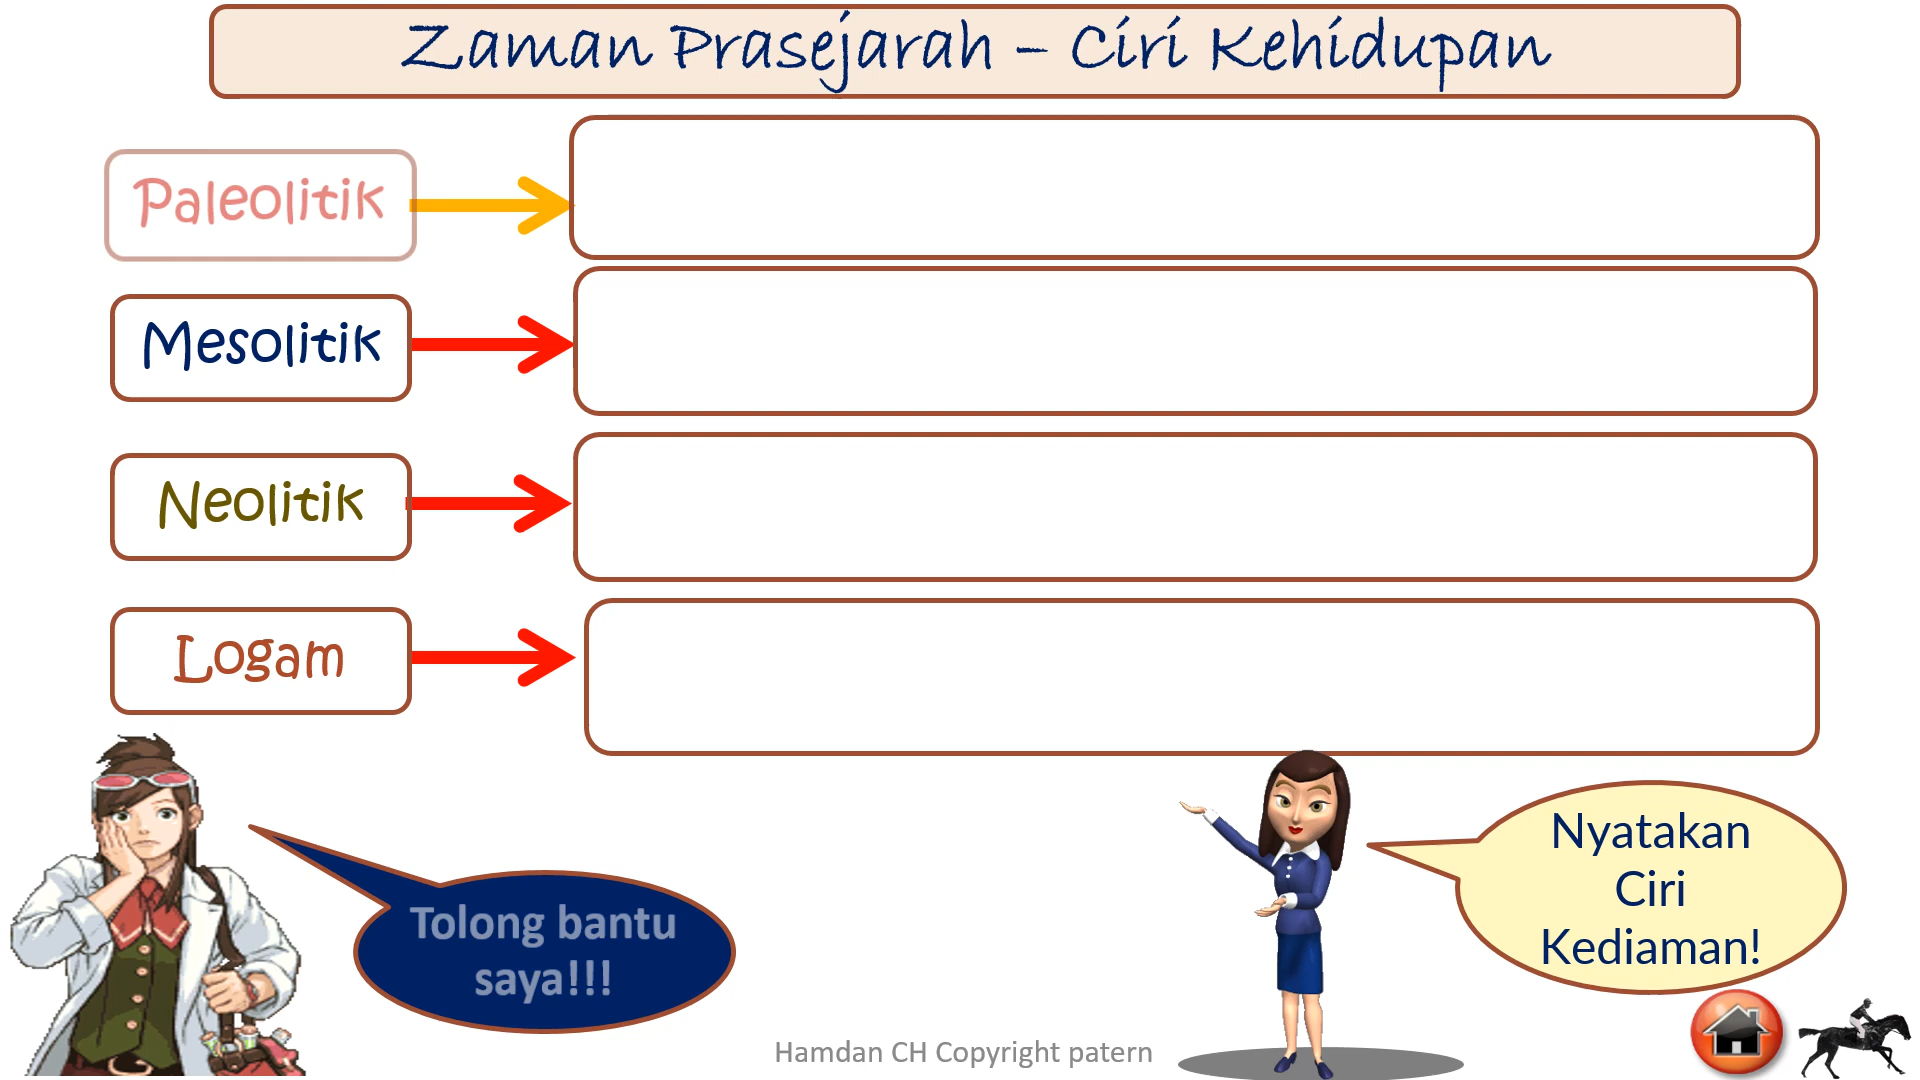 Zaman Prasejarah – Ciri Kehidupan
Paleolitik
Mesolitik
Neolitik
Logam
Tolong bantu
saya!!!
Nyatakan
Ciri
Kediaman!
Hamdan CH Copyright patern